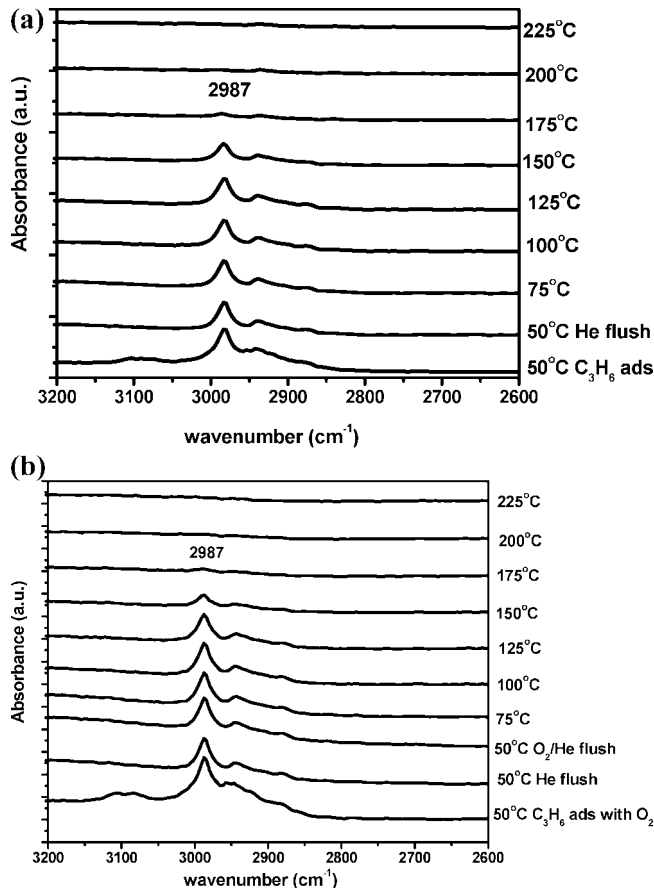 (a)
225°C
200°C
2987
175°C
150°C
125°C
100°C
75°C
50°C He flush
50°C C₃H₆ ads
Absorbance (a.u.)
3200 3100 3000 2900 2800 2700 2600
wavenumber (cm⁻¹)
(b)
225°C
200°C
2987
175°C
150°C
125°C
100°C
75°C
50°C O₂/He flush
50°C He flush
50°C C₃H₆ ads with O₂
Absorbance (a.u.)
3200 3100 3000 2900 2800 2700 2600
wavenumber (cm⁻¹)